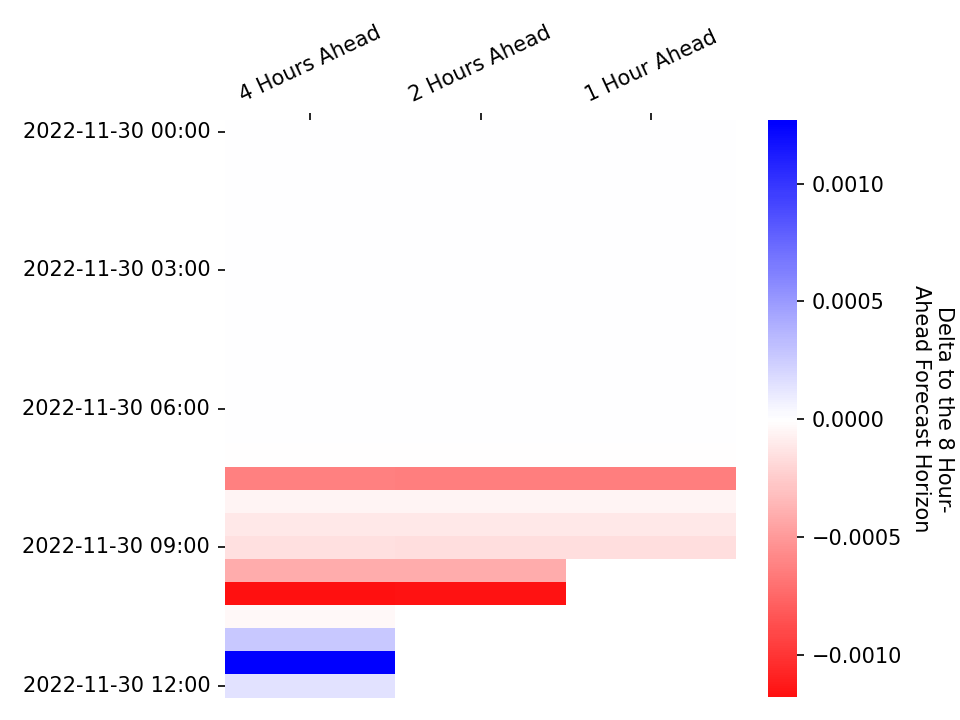 4 Hours Ahead
2 Hours Ahead
1 Hour Ahead
2022-11-30 00:00
2022-11-30 03:00
2022-11-30 06:00
2022-11-30 09:00
2022-11-30 12:00
0.0010
0.0005
0.0000
−0.0005
−0.0010
Delta to the 8 Hour-
Ahead Forecast Horizon